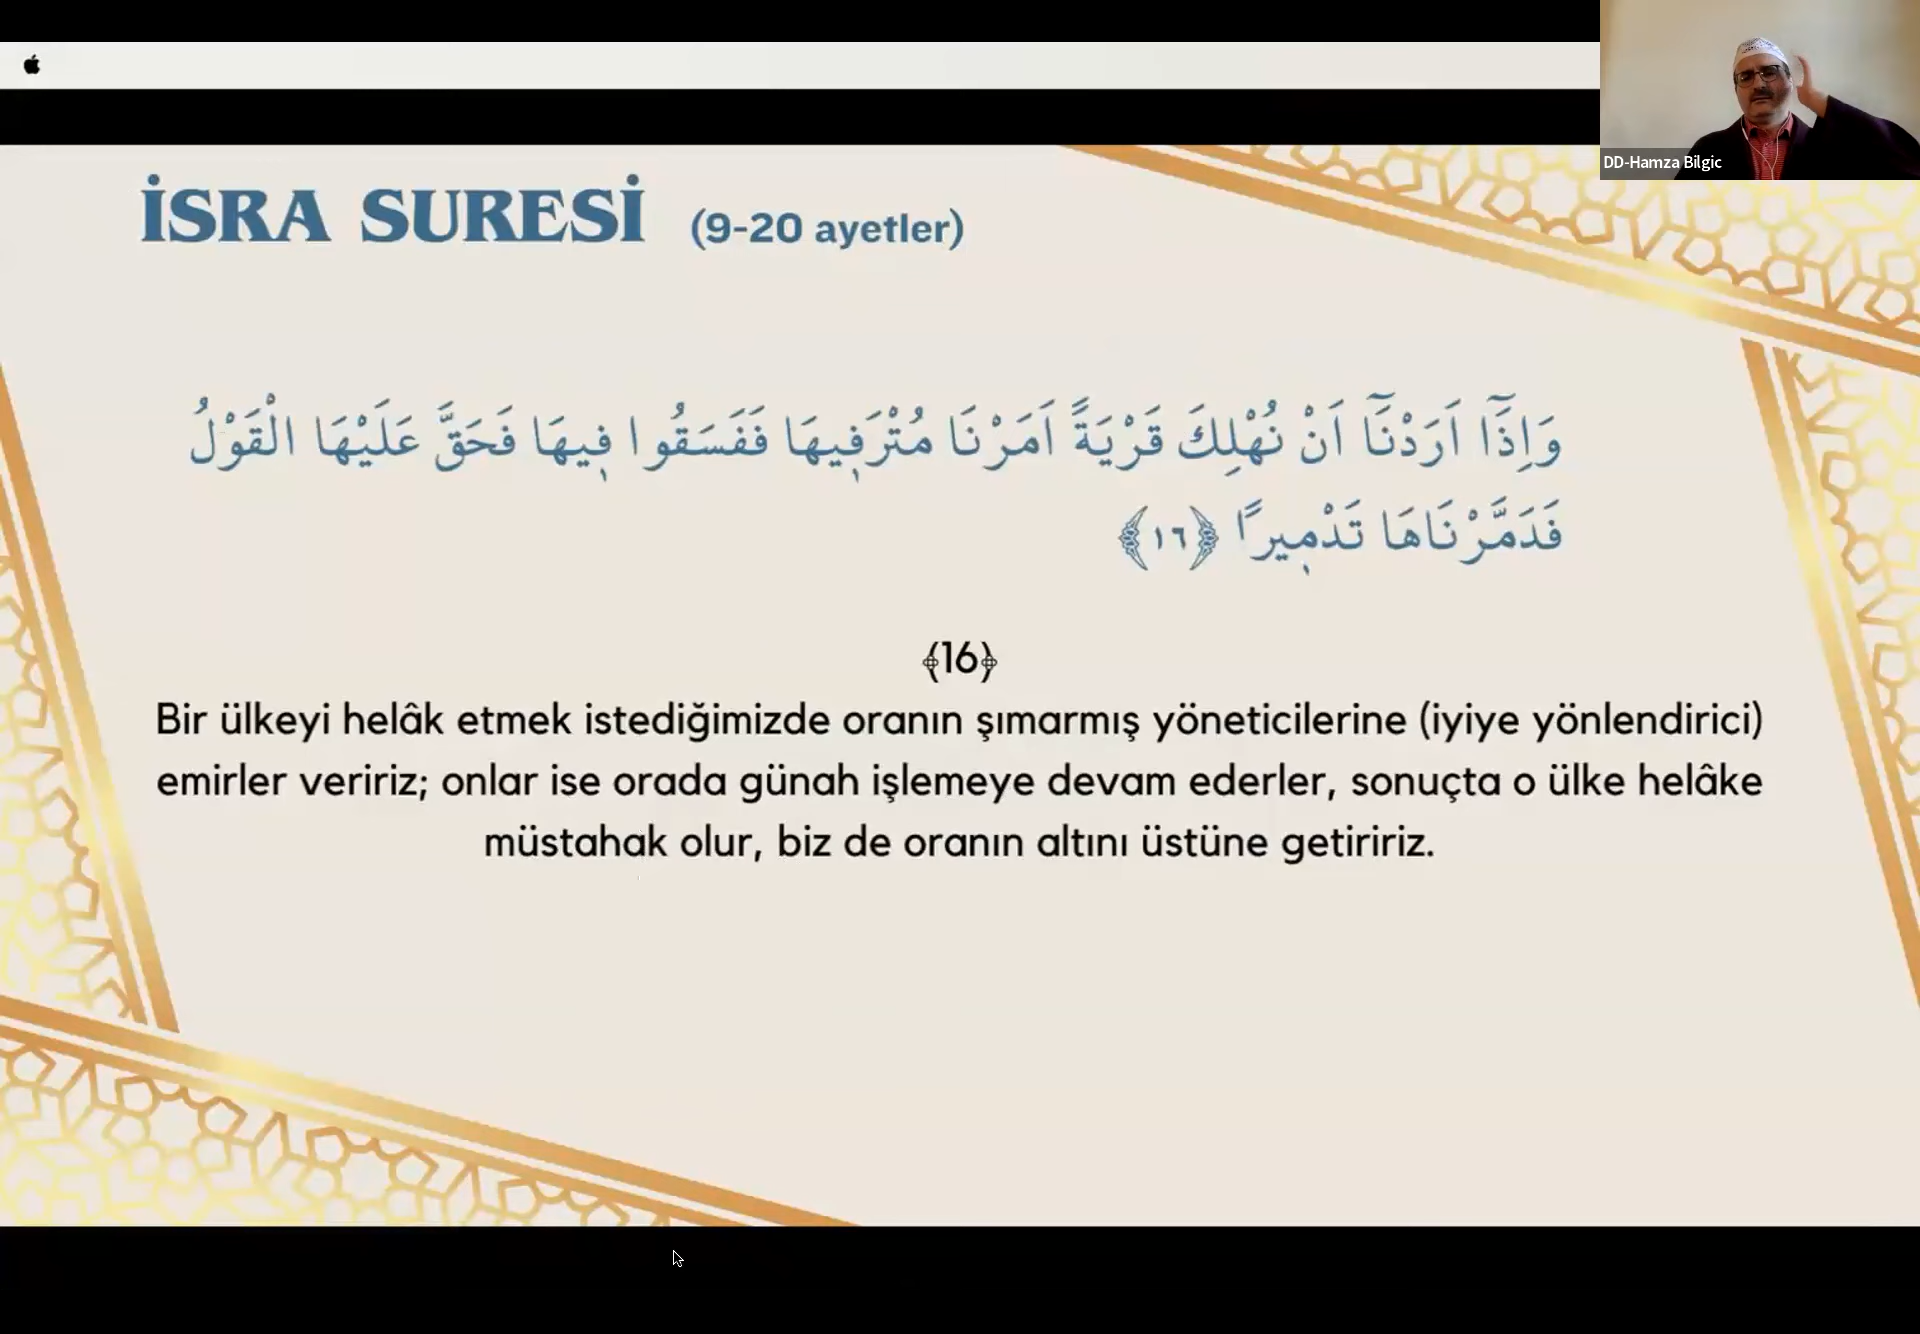 İSRA SURESİ (9-20 ayetler)
DD-Hamza Bilgic
وَاِذَٓا اَرَدْنَٓا اَنْ نُهْلِكَ قَرْيَةً اَمَرْنَا مُتْرَف۪يهَا فَفَسَقُوا ف۪يهَا فَحَقَّ عَلَيْهَا الْقَوْلُ
فَدَمَّرْنَاهَا تَدْم۪يرًا ﴿١٦﴾
﴾16﴿
Bir ülkeyi helâk etmek istediğimizde oranın şımarmış yöneticilerine (iyiye yönlendirici)
emirler veririz; onlar ise orada günah işlemeye devam ederler, sonuçta o ülke helâke
müstahak olur, biz de oranın altını üstüne getiririz.